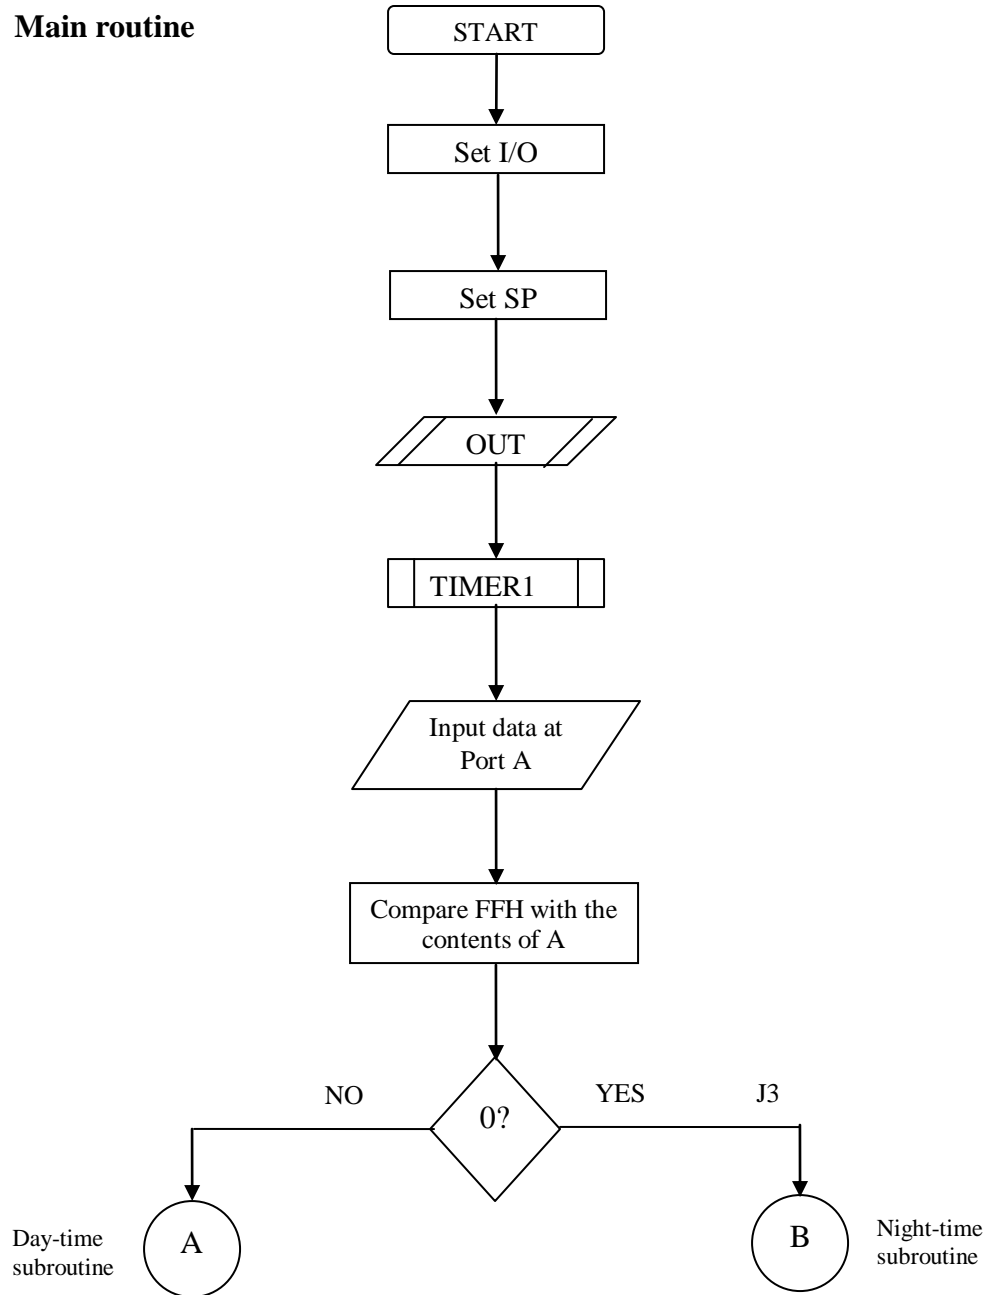 Main routine
START
Set I/O
Set SP
OUT
TIMER1
Input data at
Port A
Compare FFH with the
contents of A
0?
NO
YES
J3
A
B
Day-time
subroutine
Night-time
subroutine